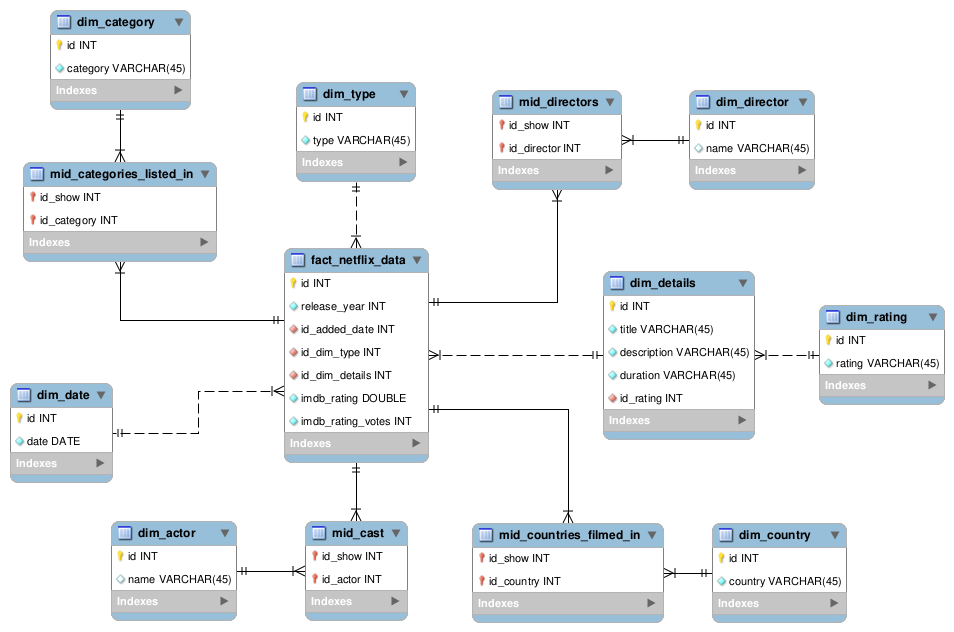 dim_category
id INT
category VARCHAR(45)
Indexes
dim_type
id INT
type VARCHAR(45)
Indexes
mid_directors
id_show INT
id_director INT
Indexes
dim_director
id INT
name VARCHAR(45)
Indexes
mid_categories_listed_in
id_show INT
id_category INT
Indexes
fact_netflix_data
id INT
release_year INT
id_added_date INT
id_dim_type INT
id_dim_details INT
imdb_rating DOUBLE
imdb_rating_votes INT
Indexes
dim_details
id INT
title VARCHAR(45)
description VARCHAR(45)
duration VARCHAR(45)
id_rating INT
Indexes
dim_rating
id INT
rating VARCHAR(45)
Indexes
dim_date
id INT
date DATE
Indexes
dim_actor
id INT
name VARCHAR(45)
Indexes
mid_cast
id_show INT
id_actor INT
Indexes
mid_countries_filmed_in
id_show INT
id_country INT
Indexes
dim_country
id INT
country VARCHAR(45)
Indexes